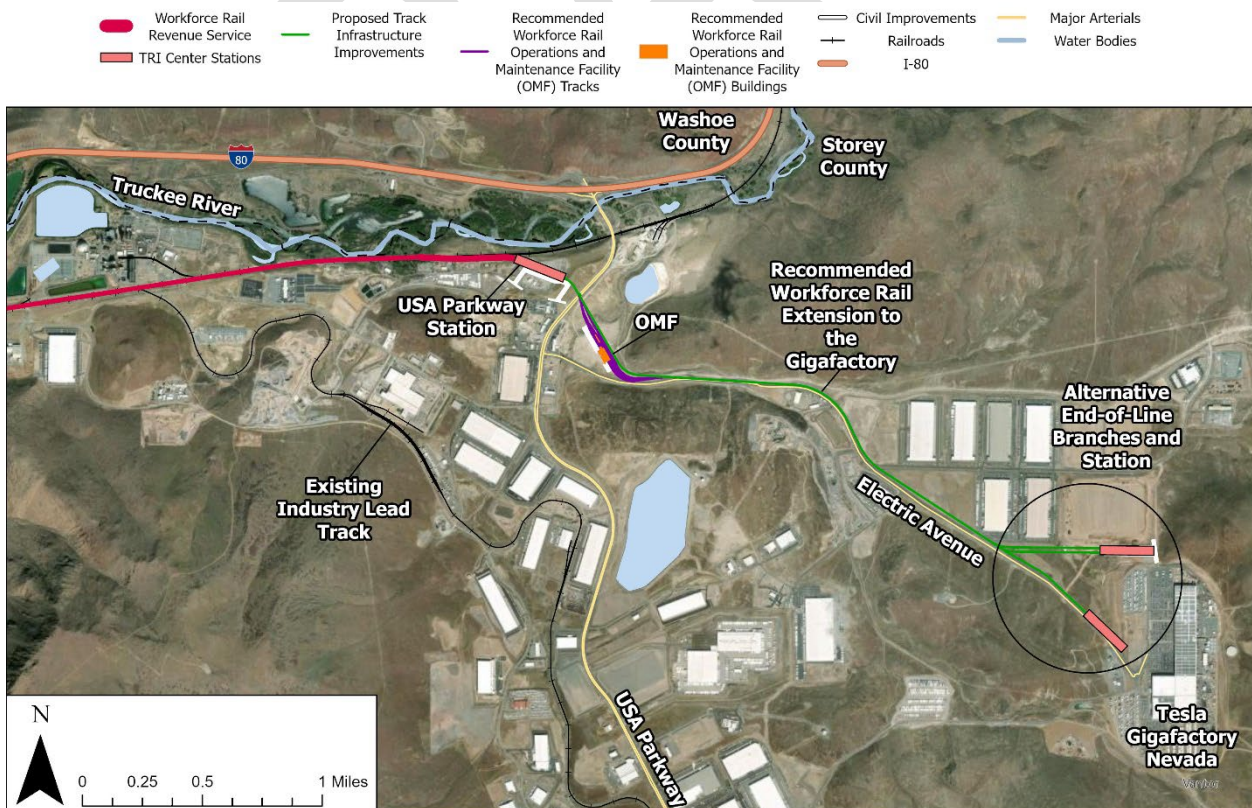 Workforce Rail
Revenue Service
TRI Center Stations
Proposed Track
Infrastructure
Improvements
Recommended
Workforce Rail
Operations and
Maintenance Facility
(OMF) Tracks
Recommended
Workforce Rail
Operations and
Maintenance Facility
(OMF) Buildings
Civil Improvements
Railroads
I-80
Major Arterials
Water Bodies
Washoe
County
Storey
County
80
Truckee River
USA Parkway
Station
OMF
Recommended
Workforce Rail
Extension to
the
Gigafactory
Alternative
End-of-Line
Branches and
Station
Existing
Industry Lead
Track
Electric Avenue
USA Parkway
Tesla
Gigafactory
Nevada
N
0 0.25 0.5 1 Miles